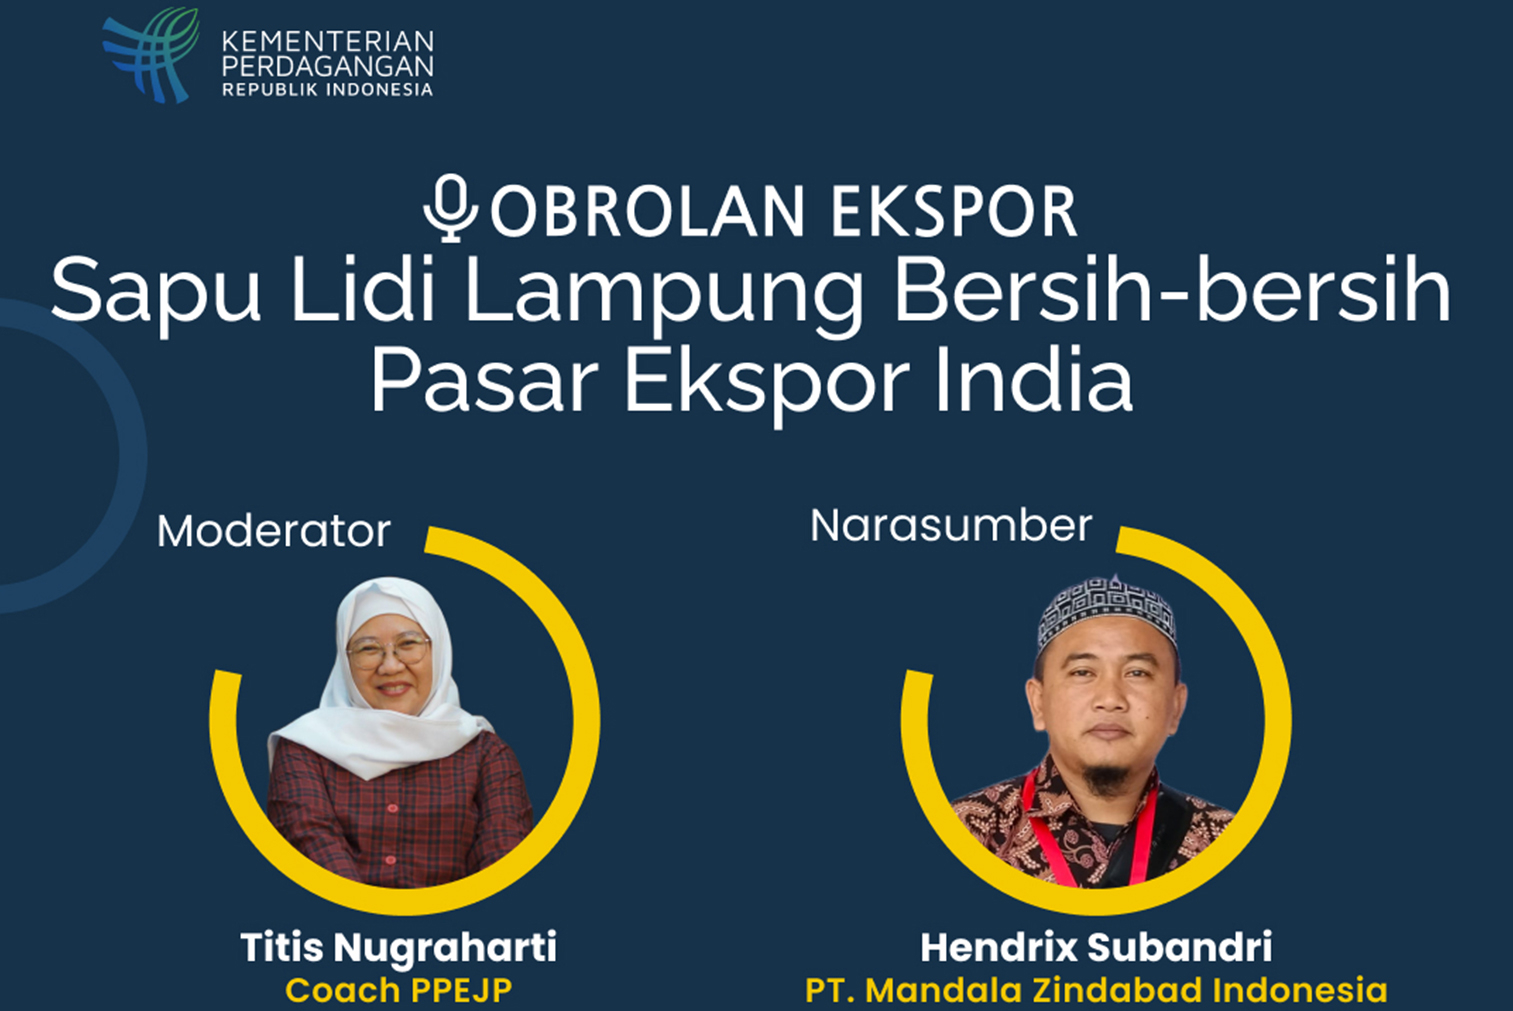 KEMENTERIAN
PERDAGANGAN
REPUBLIK INDONESIA
OBROLAN EKSPOR
Sapu Lidi Lampung Bersih-bersih
Pasar Ekspor India
Moderator
Narasumber
Titis Nugraharti
Coach PPEJP
Hendrix Subandri
PT. Mandala Zindabad Indonesia